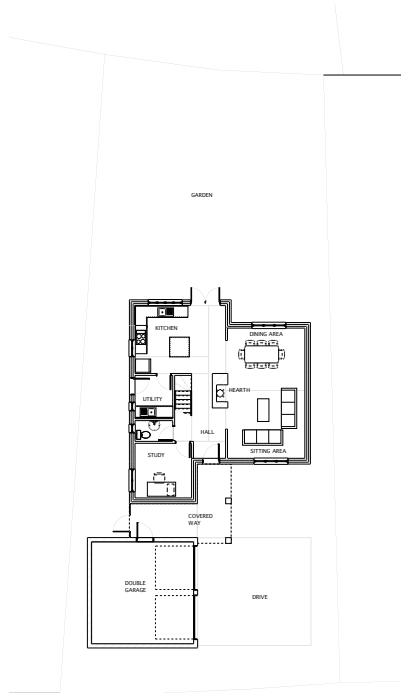 GARDEN
KITCHEN
DINING AREA
HEARTH
UTILITY
HALL
SITTING AREA
STUDY
COVERED
WAY
DOUBLE
GARAGE
DRIVE